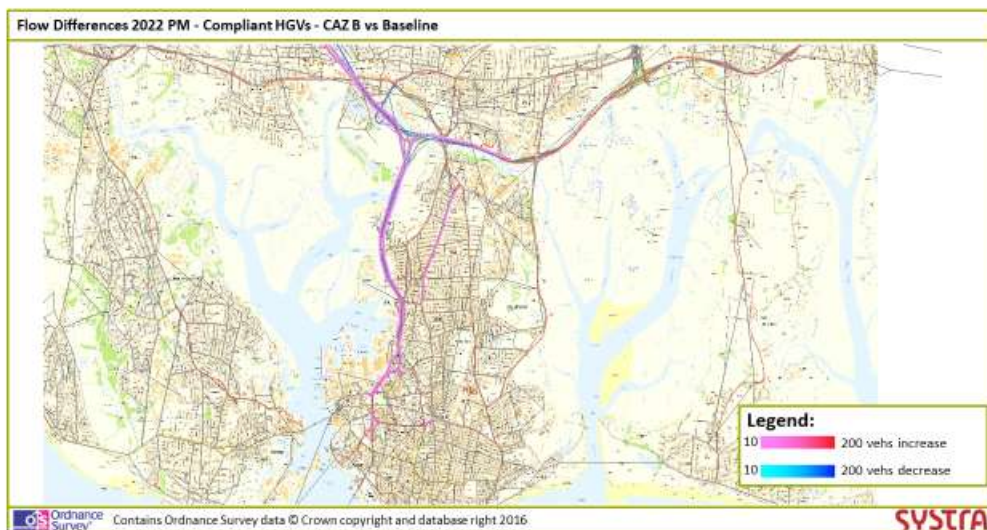 Flow Differences 2022 PM - Compliant HGVs - CAZ B vs Baseline
Legend:
10 200 vehs increase
10 200 vehs decrease
OS Ordnance Survey® Contains Ordnance Survey data © Crown copyright and database right 2016
SYSTRA